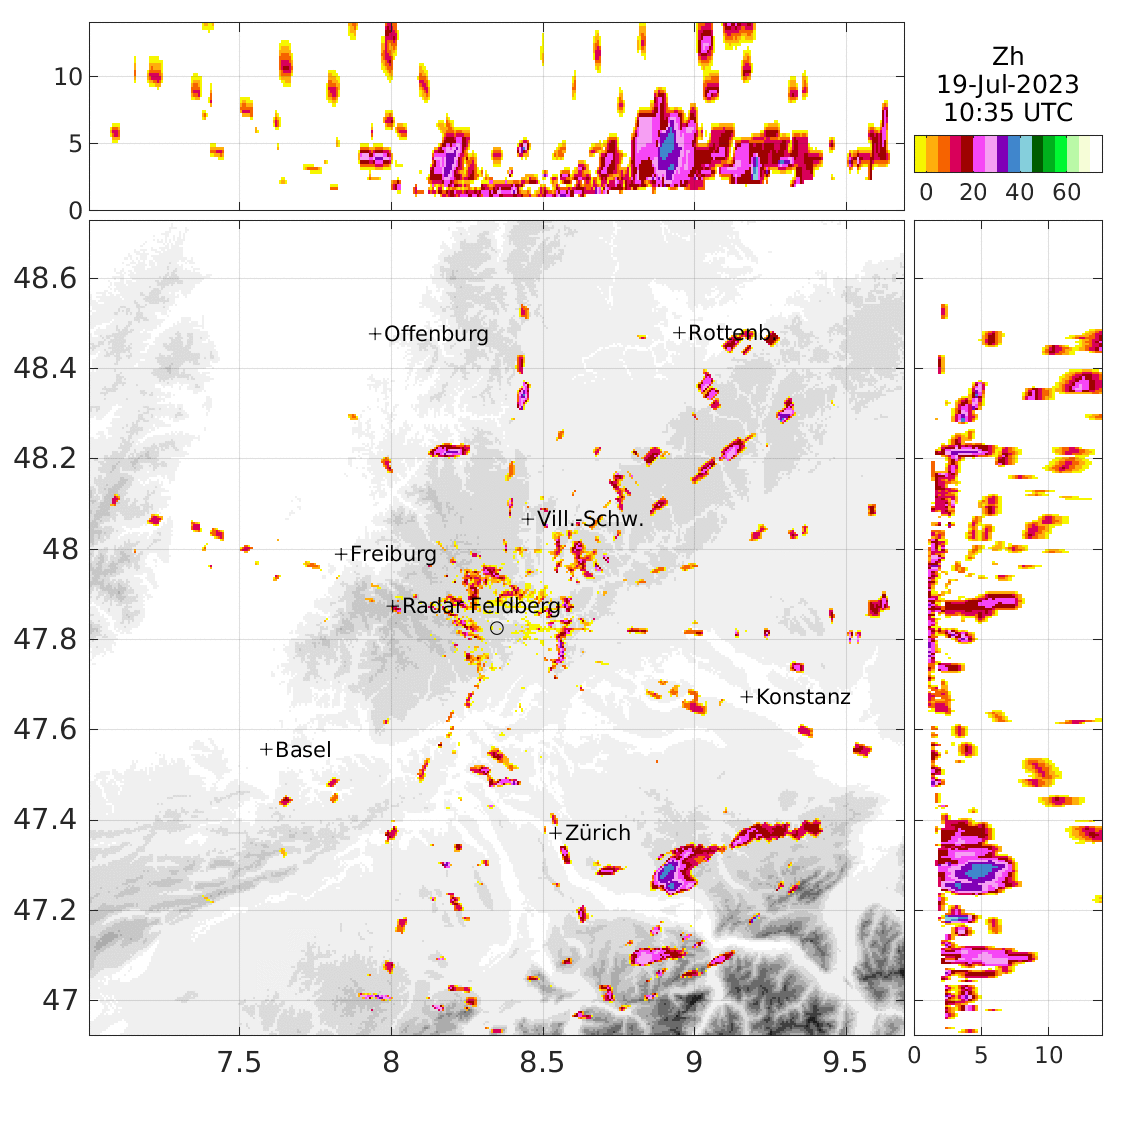 Zh
19-Jul-2023
10:35 UTC
10
5
0
0 20 40 60
48.6
48.4
48.2
48
47.8
47.6
47.4
47.2
47
+Offenburg
+Rottenb.
+Vill.-Schw.
+Freiburg
+Radar Feldberg
+Konstanz
+Basel
+Zürich
7.5 8 8.5 9 9.5
0 5 10